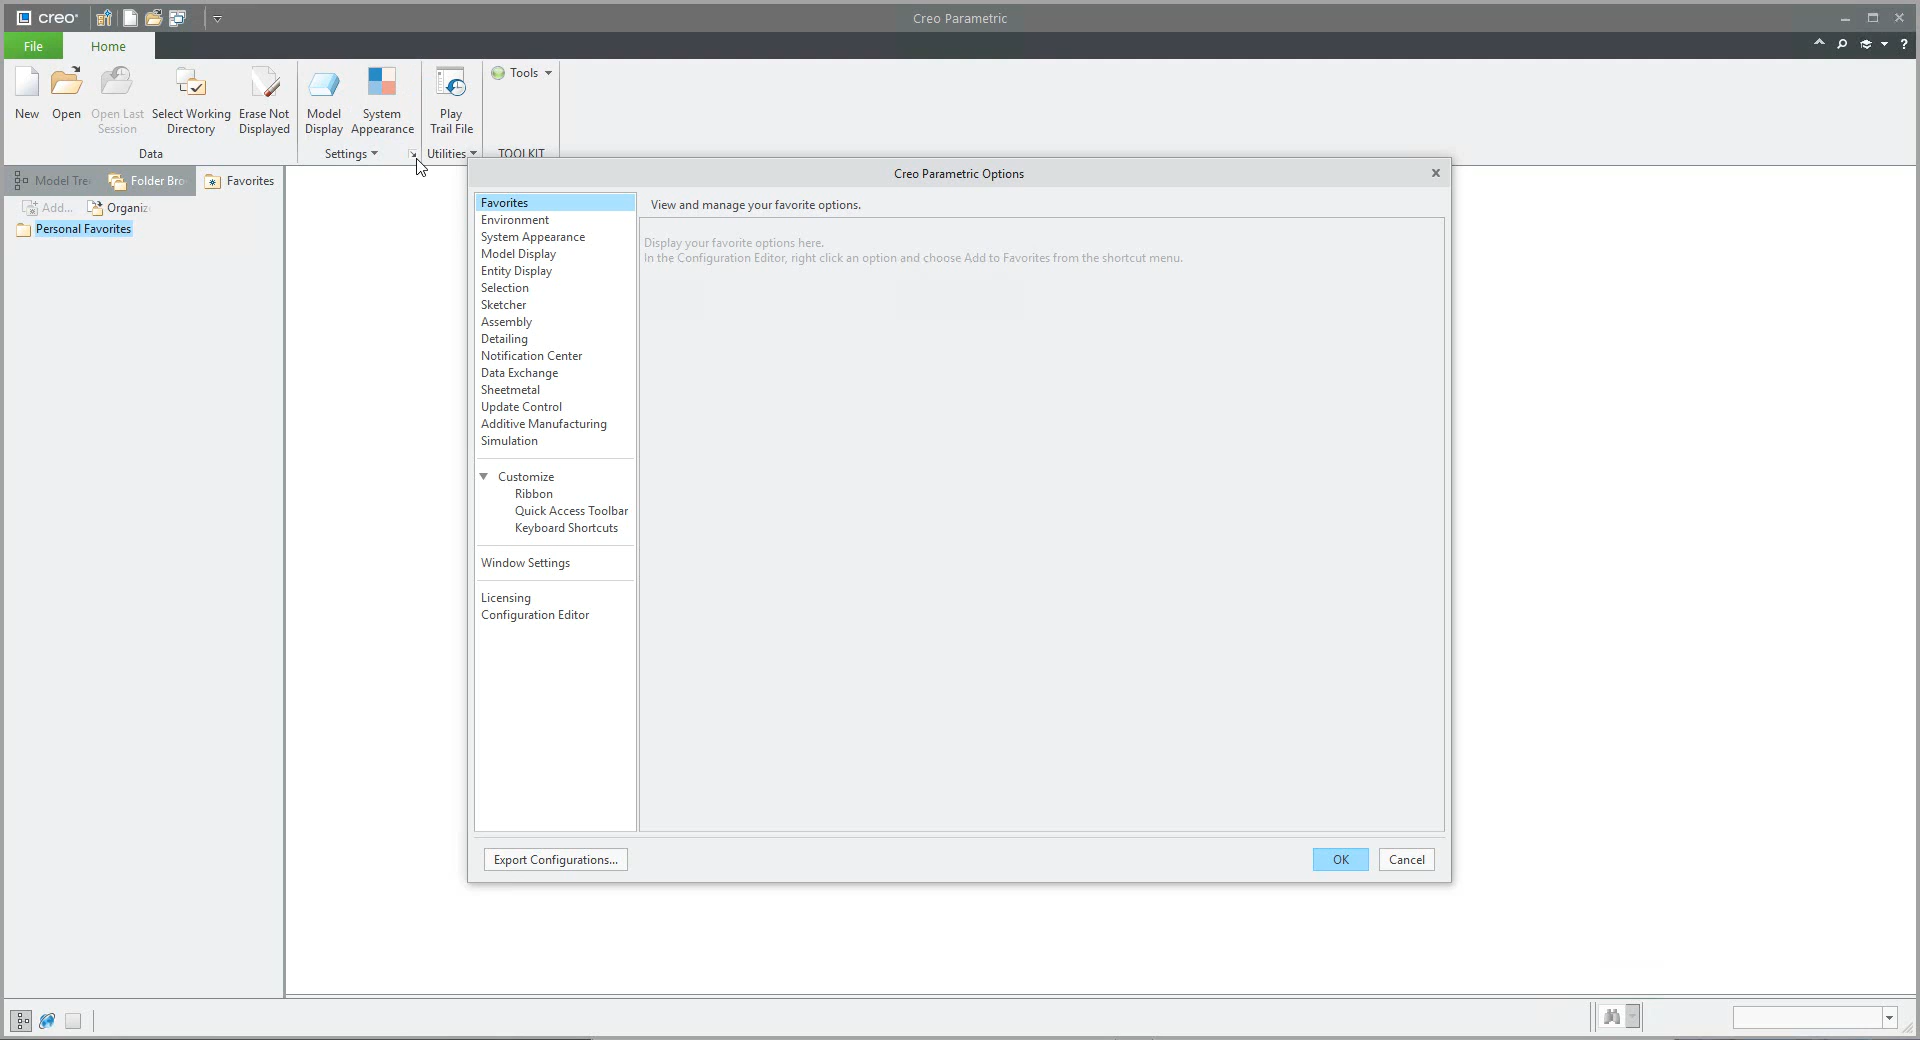 creo
Creo Parametric
File
Home
?
New
Open
Open Last
Session
Select Working
Directory
Erase Not
Displayed
Model
Display
System
Appearance
Play
Trail File
Tools
Data
Settings
Utilities
TOOLKIT
Model Tre
Folder Bro
Favorites
Add...
Organiz
Personal Favorites
Creo Parametric Options
Favorites
Environment
System Appearance
Model Display
Entity Display
Selection
Sketcher
Assembly
Detailing
Notification Center
Data Exchange
Sheetmetal
Update Control
Additive Manufacturing
Simulation
Customize
Ribbon
Quick Access Toolbar
Keyboard Shortcuts
Window Settings
Licensing
Configuration Editor
View and manage your favorite options.
Display your favorite options here.
In the Configuration Editor, right click an option and choose Add to Favorites from the shortcut menu.
Export Configurations...
OK
Cancel